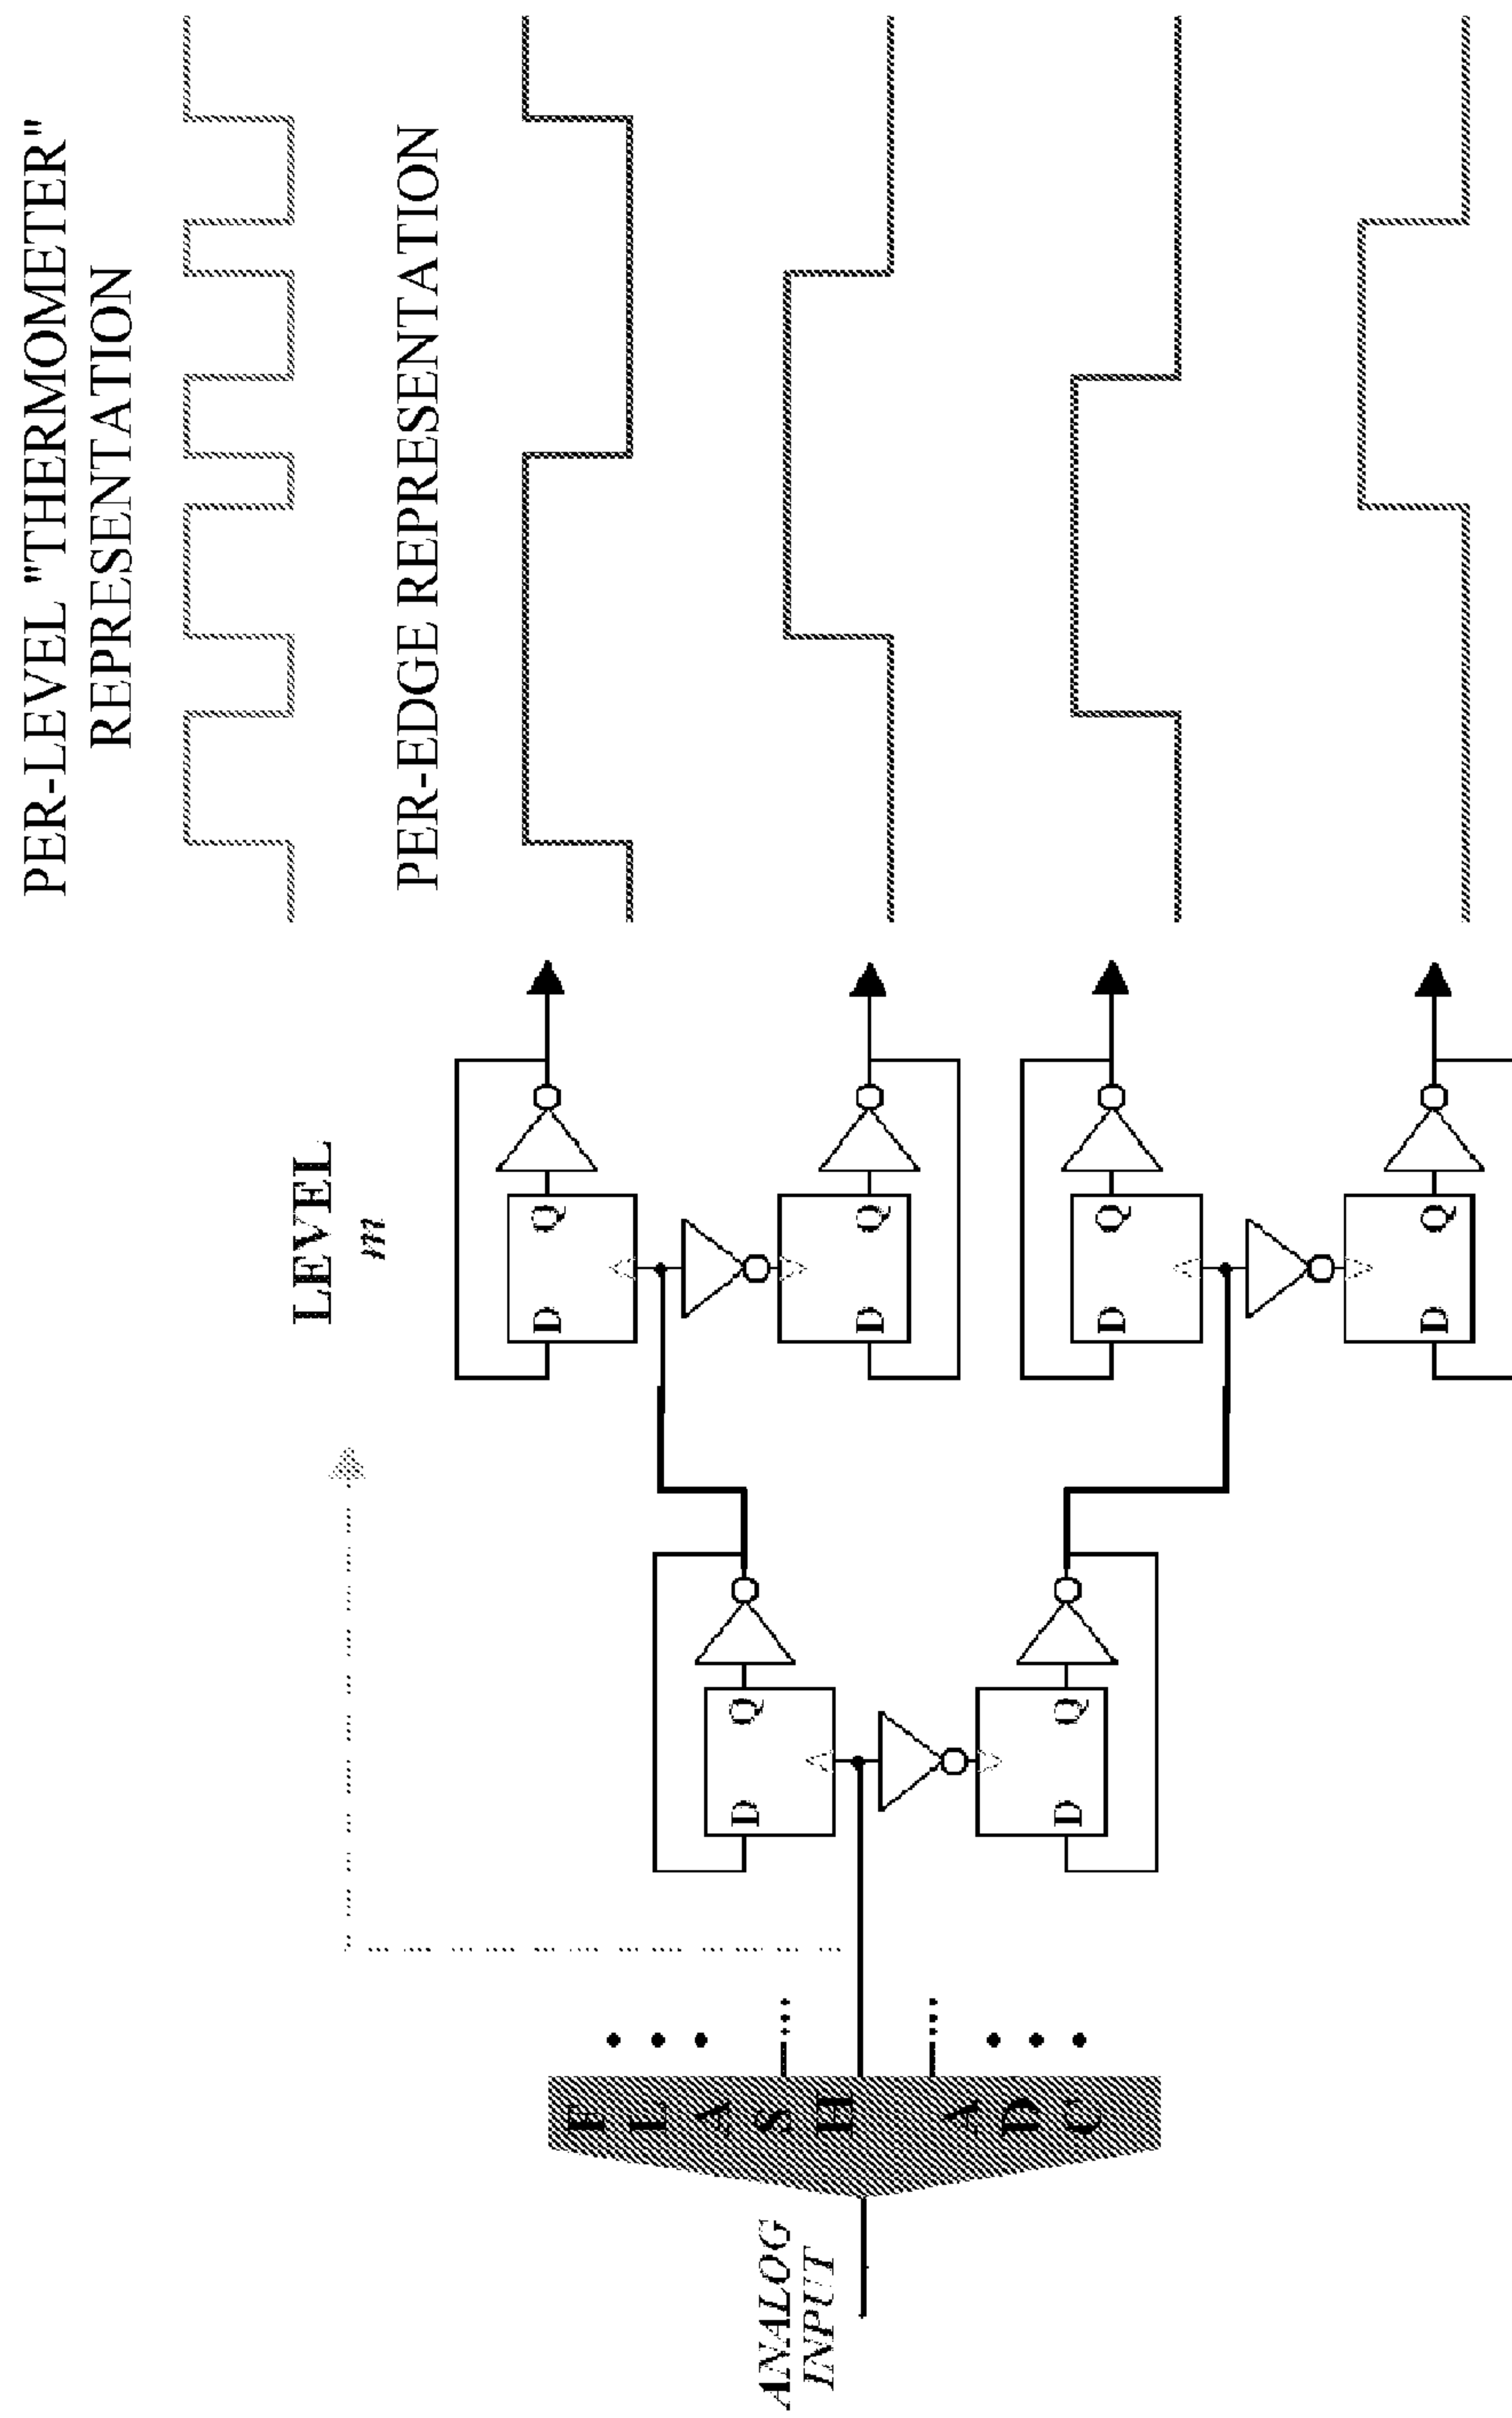 PER-LEVEL "THERMOMETER"
REPRESENTATION
PER-EDGE REPRESENTATION
LEVEL
m
D Q
D Q
D Q
D Q
D Q
D Q
FLASH ADC
ANALOG
INPUT